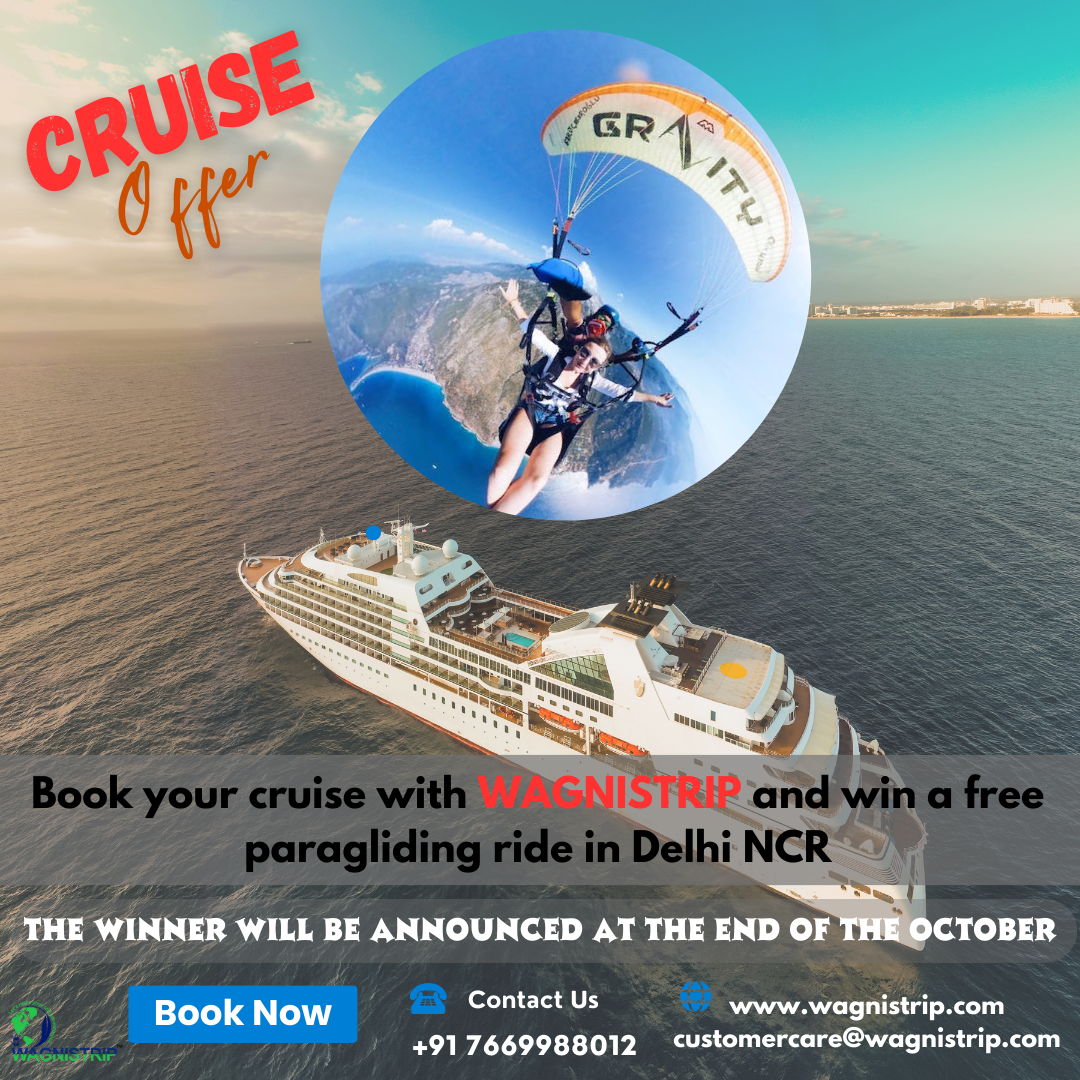 CRUISE
Offer
GRAVITY
Book your cruise with WAGNISTRIP and win a free
paragliding ride in Delhi NCR
THE WINNER WILL BE ANNOUNCED AT THE END OF THE OCTOBER
Book Now
Contact Us
+91 7669988012
www.wagnistrip.com
customercare@wagnistrip.com
WAGNISTRIP